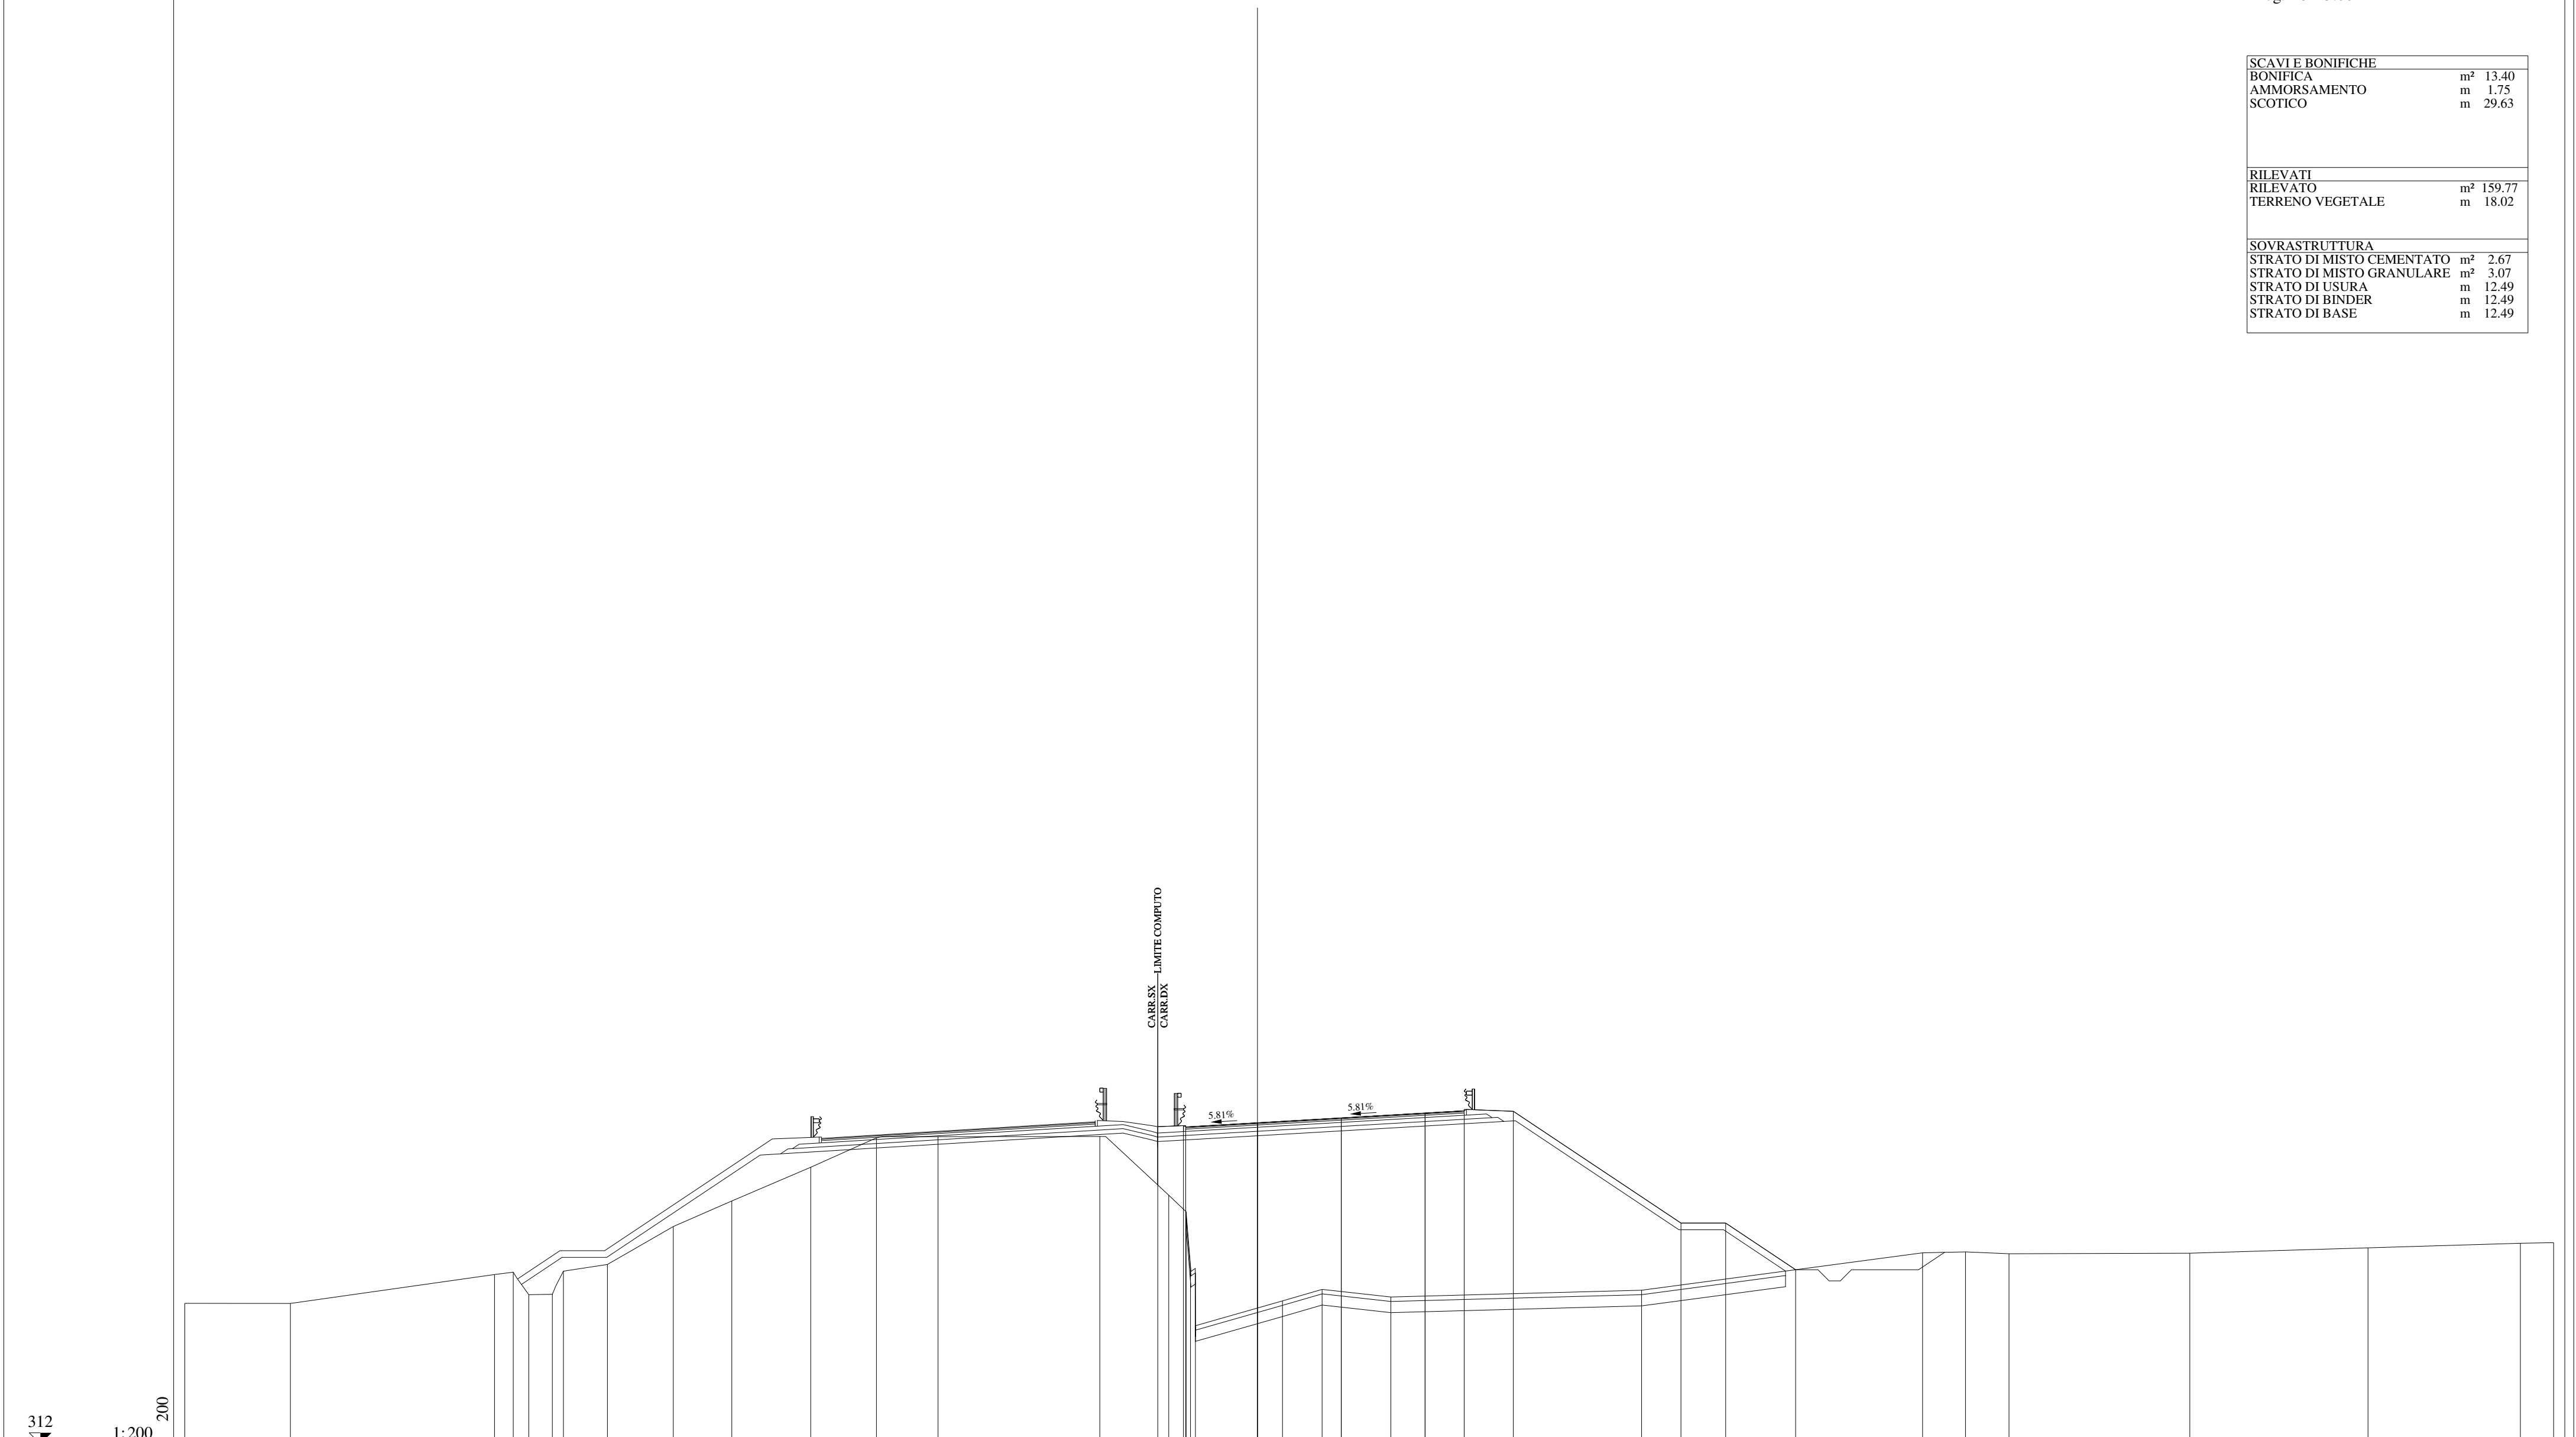 SCAVI E BONIFICHE
BONIFICA m² 13.40
AMMORSAMENTO m 1.75
SCOTICO m 29.63
RILEVATI
RILEVATO m² 159.77
TERRENO VEGETALE m 18.02
SOVRASTRUTTURA
STRATO DI MISTO CEMENTATO m² 2.67
STRATO DI MISTO GRANULARE m² 3.07
STRATO DI USURA m 12.49
STRATO DI BINDER m 12.49
STRATO DI BASE m 12.49
LIMITE COMPUTO
CARR.SX
CARR.DX
5.81%
5.81%
200
312
1:200